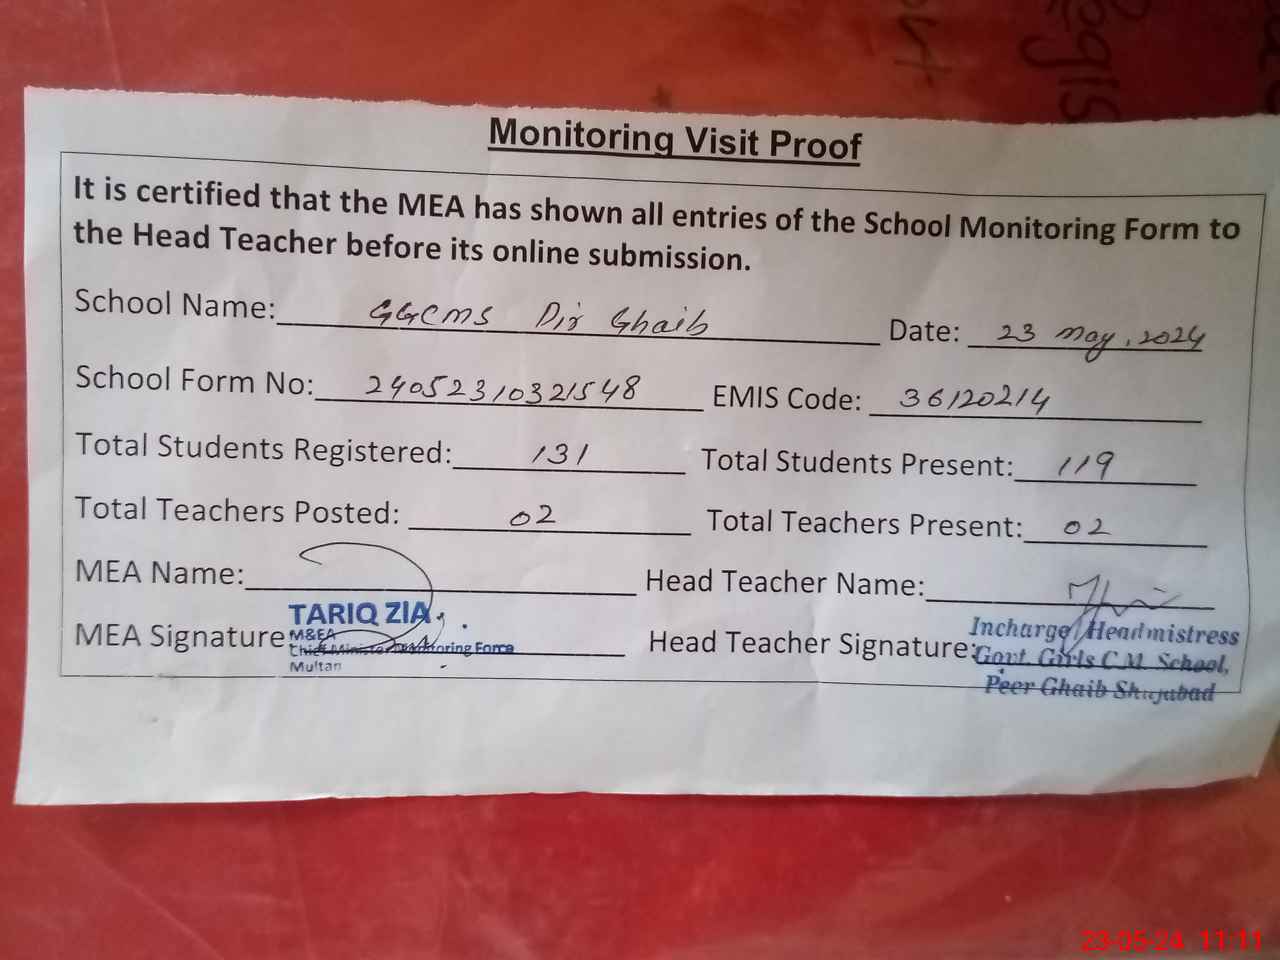 Monitoring Visit Proof
It is certified that the MEA has shown all entries of the School Monitoring Form to
the Head Teacher before its online submission.
School Name: GGCMS Pir Ghaib Date: 23 May, 2024
School Form No: 24052310321548 EMIS Code: 36120214
Total Students Registered: 131 Total Students Present: 119
Total Teachers Posted: 02 Total Teachers Present: 02
MEA Name: Head Teacher Name:
TARIQ ZIA
MEA Signature M&EA Head Teacher Signature:
Chief Minister Monitoring Force
Multan
Incharge/Headmistress
Govt. Girls C.M. School,
Peer Ghaib Shujabad
23-05-24 11:11